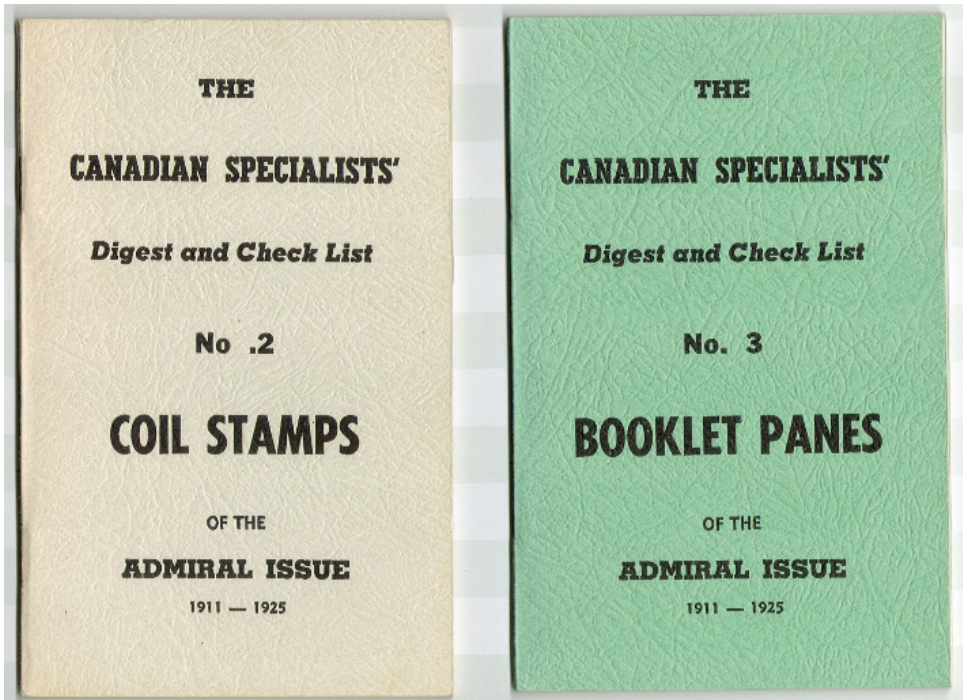 THE
CANADIAN SPECIALISTS'
Digest and Check List
No .2
COIL STAMPS
OF THE
ADMIRAL ISSUE
1911 — 1925
THE
CANADIAN SPECIALISTS'
Digest and Check List
No. 3
BOOKLET PANES
OF THE
ADMIRAL ISSUE
1911 — 1925